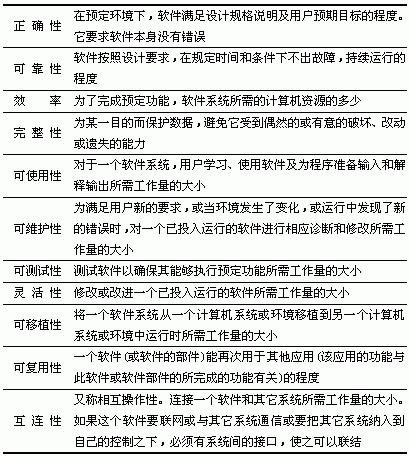 正确性 在预定环境下，软件满足设计规格说明及用户预期目标的程度。
它要求软件本身没有错误
可靠性 软件按照设计要求，在规定时间和条件下不出故障，持续运行的
程度
效率 为了完成预定功能，软件系统所需的计算机资源的多少
完整性 为某一目的而保护数据，避免它受到偶然的或有意的破坏、改动
或遗失的能力
可使用性 对于一个软件系统，用户学习、使用软件及为程序准备输入和解
释输出所需工作量的大小
可维护性 为满足用户新的要求，或当环境发生了变化，或运行中发现了新
的错误时，对一个已投入运行的软件进行相应诊断和修改所需工
作量的大小
可测试性 测试软件以确保其能够执行预定功能所需工作量的大小
灵活性 修改或改进一个已投入运行的软件所需工作量的大小
可移植性 将一个软件系统从一个计算机系统或环境移植到另一个计算机
系统或环境中运行时所需工作量的大小
可复用性 一个软件(或软件的部件)能再次用于其他应用(该应用的功能与
此软件或软件部件的所完成的功能有关)的程度
互连性 又称相互操作性。连接一个软件和其它系统所需工作量的大小。
如果这个软件要联网或与其它系统通信或要把其它系统纳入到
自己的控制之下，必须有系统间的接口，使之可以联结